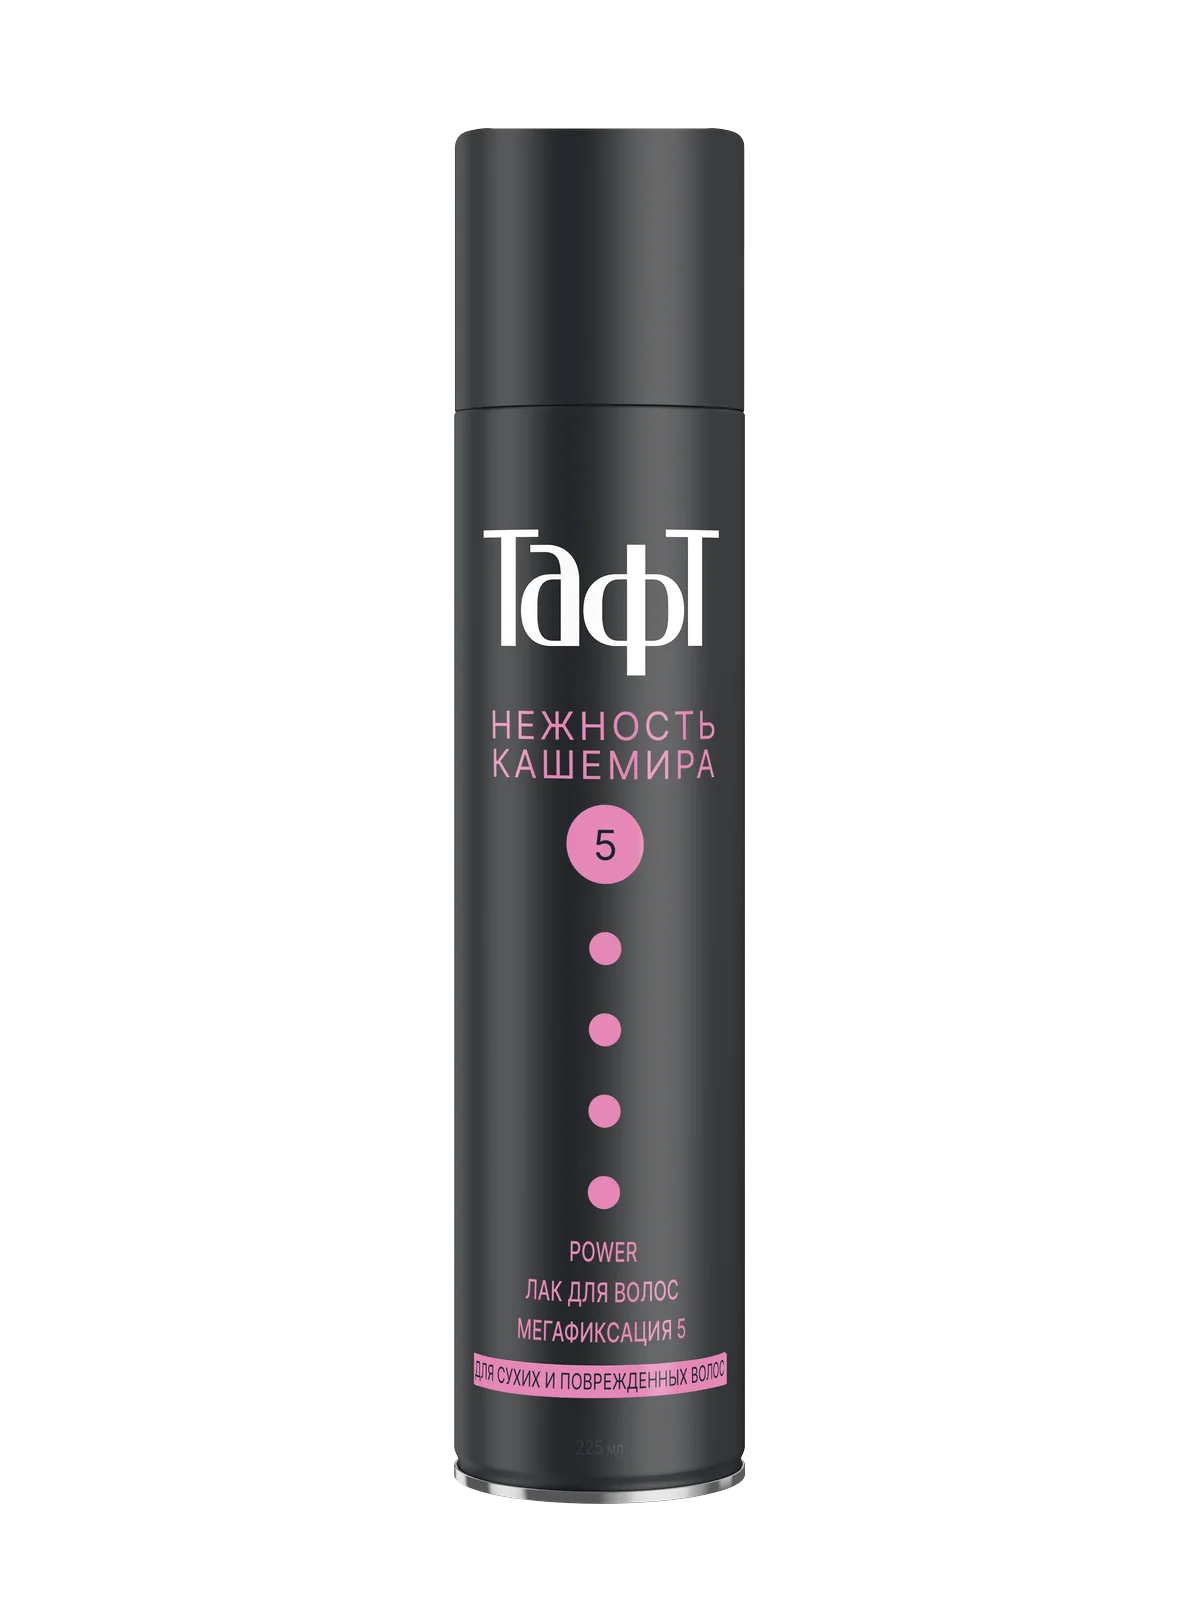 Тафт
НЕЖНОСТЬ
КАШЕМИРА
5
POWER
ЛАК ДЛЯ ВОЛОС
МЕГАФИКСАЦИЯ 5
ДЛЯ СУХИХ И ПОВРЕЖДЕННЫХ ВОЛОС
225 мл